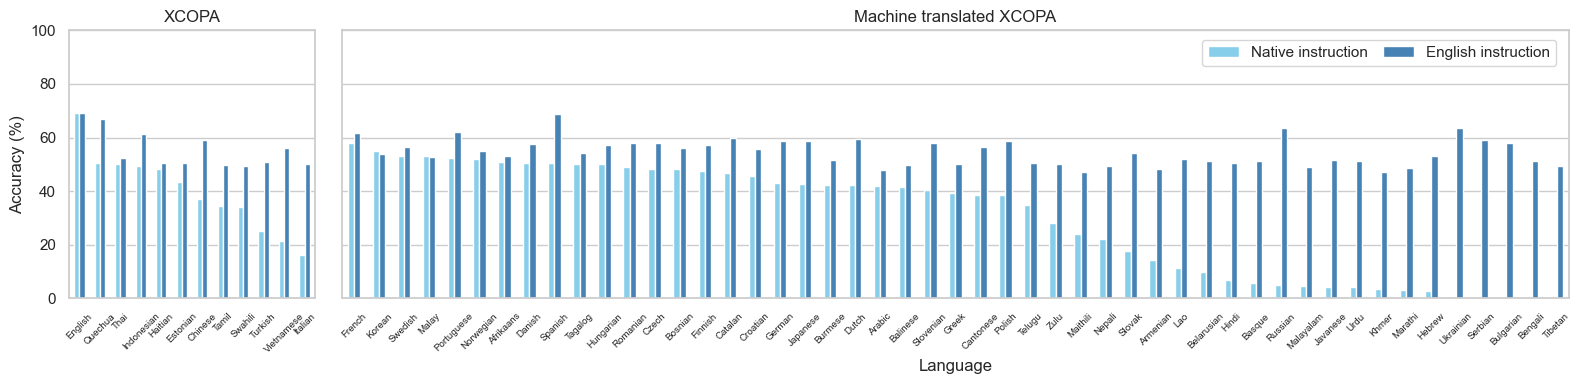 XCOPA
Machine translated XCOPA
Native instruction
English instruction
Accuracy (%)
100
80
60
40
20
0
English
Quechua
Thai
Indonesian
Haitian
Estonian
Chinese
Tamil
Swahili
Turkish
Vietnamese
Italian
French
Korean
Swedish
Malay
Portuguese
Norwegian
Afrikaans
Danish
Spanish
Tagalog
Hungarian
Romanian
Czech
Bosnian
Finnish
Catalan
Croatian
German
Japanese
Burmese
Dutch
Arabic
Balinese
Slovenian
Greek
Cantonese
Polish
Telugu
Zulu
Maithili
Nepali
Slovak
Armenian
Lao
Belarusian
Hindi
Basque
Russian
Malayalam
Javanese
Urdu
Khmer
Marathi
Hebrew
Ukrainian
Serbian
Bulgarian
Bengali
Tibetan
Language